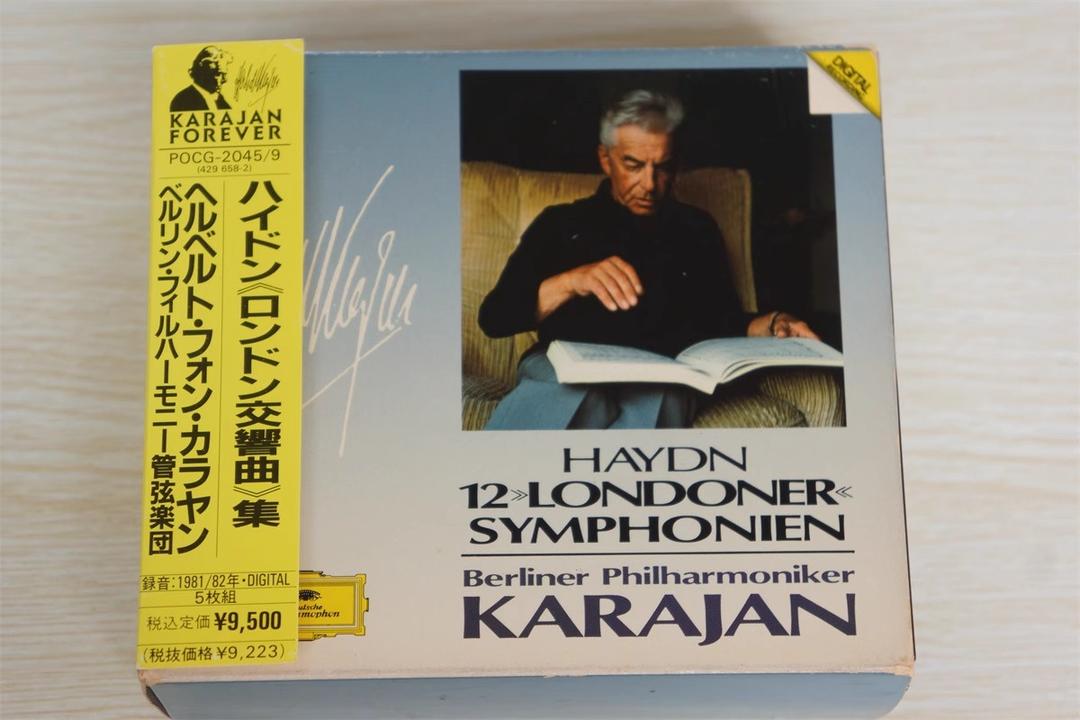 KARAJAN
FOREVER
POCG-2045/9
(429 658-2)
ハイドン《ロンドン交響曲》集
ヘルベルト・フォン・カラヤン
ベルリン・フィルハーモニー管弦楽団
録音:1981/82年・DIGITAL
5枚組
税込定価 ¥9,500
(税抜価格 ¥9,223)
DIGITAL
RECORDING
HAYDN
12»LONDONER«
SYMPHONIEN
Berliner Philharmoniker
KARAJAN